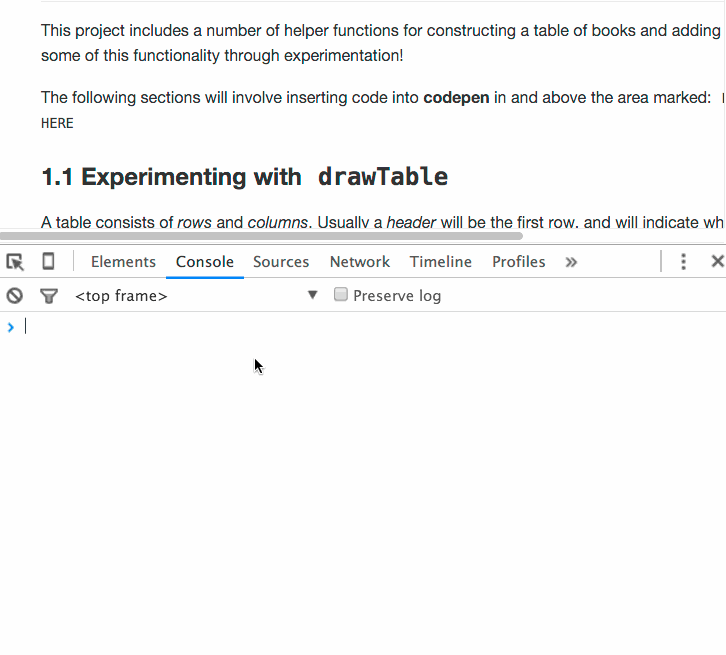 This project includes a number of helper functions for constructing a table of books and adding
some of this functionality through experimentation!
The following sections will involve inserting code into codepen in and above the area marked:
HERE
1.1 Experimenting with drawTable
A table consists of rows and columns. Usually a header will be the first row, and will indicate wh
Elements Console Sources Network Timeline Profiles »
<top frame> ▼ Preserve log
›